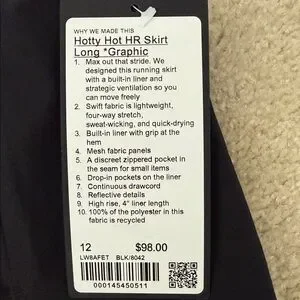 WHY WE MADE THIS
Hotty Hot HR Skirt
Long *Graphic
1. Max out that stride. We
designed this running skirt
with a built-in liner and
strategic ventilation so you
can move freely
2. Swift fabric is lightweight,
four-way stretch,
sweat-wicking, and quick-drying
3. Built-in liner with grip at the
hem
4. Mesh fabric panels
5. A discreet zippered pocket in
the seam for small items
6. Drop-in pockets on the liner
7. Continuous drawcord
8. Reflective details
9. High rise, 4" liner length
10. 100% of the polyester in this
fabric is recycled
12 $98.00
LW8AFET BLK/8042
000145450511